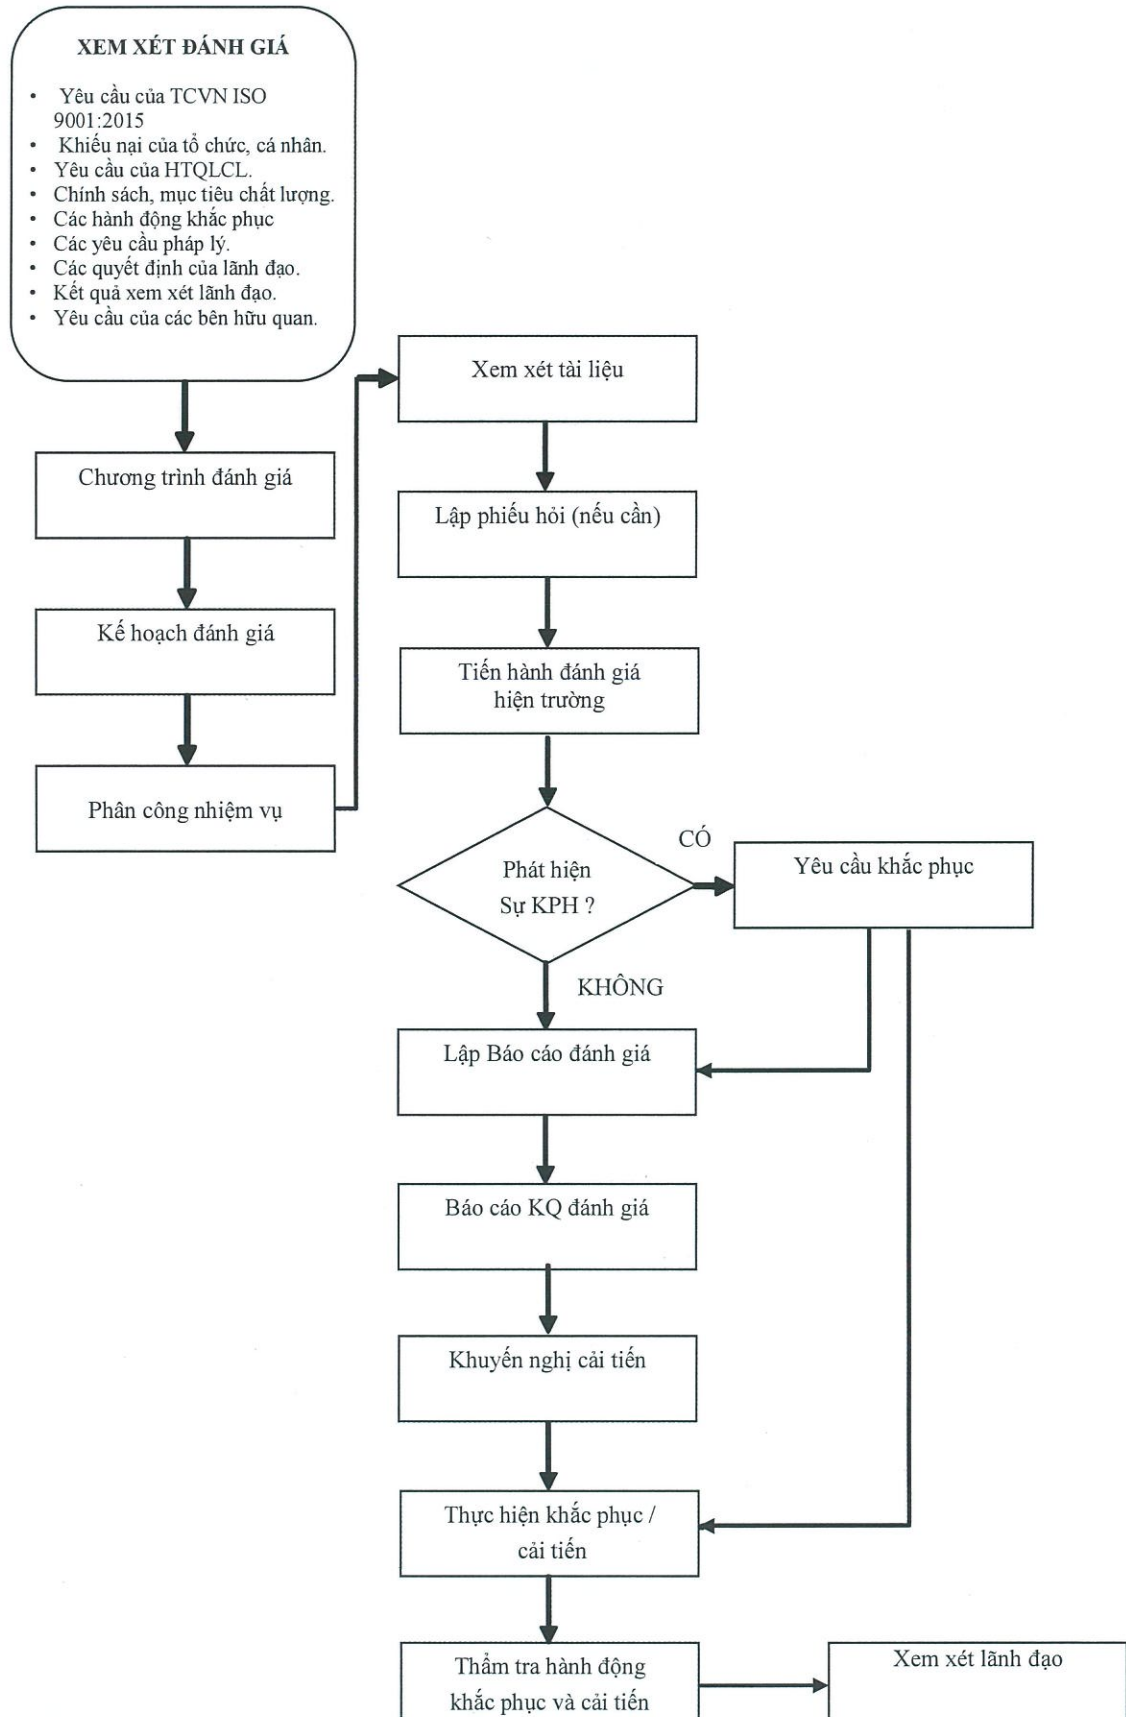 XEM XÉT ĐÁNH GIÁ
• Yêu cầu của TCVN ISO
9001:2015
• Khiếu nại của tổ chức, cá nhân.
• Yêu cầu của HTQLCL.
• Chính sách, mục tiêu chất lượng.
• Các hành động khắc phục
• Các yêu cầu pháp lý.
• Các quyết định của lãnh đạo.
• Kết quả xem xét lãnh đạo.
• Yêu cầu của các bên hữu quan.
Chương trình đánh giá
Kế hoạch đánh giá
Phân công nhiệm vụ
Xem xét tài liệu
Lập phiếu hỏi (nếu cần)
Tiến hành đánh giá
hiện trường
Phát hiện
Sự KPH ?
CÓ
Yêu cầu khắc phục
KHÔNG
Lập Báo cáo đánh giá
Báo cáo KQ đánh giá
Khuyến nghị cải tiến
Thực hiện khắc phục /
cải tiến
Thẩm tra hành động
khắc phục và cải tiến
Xem xét lãnh đạo